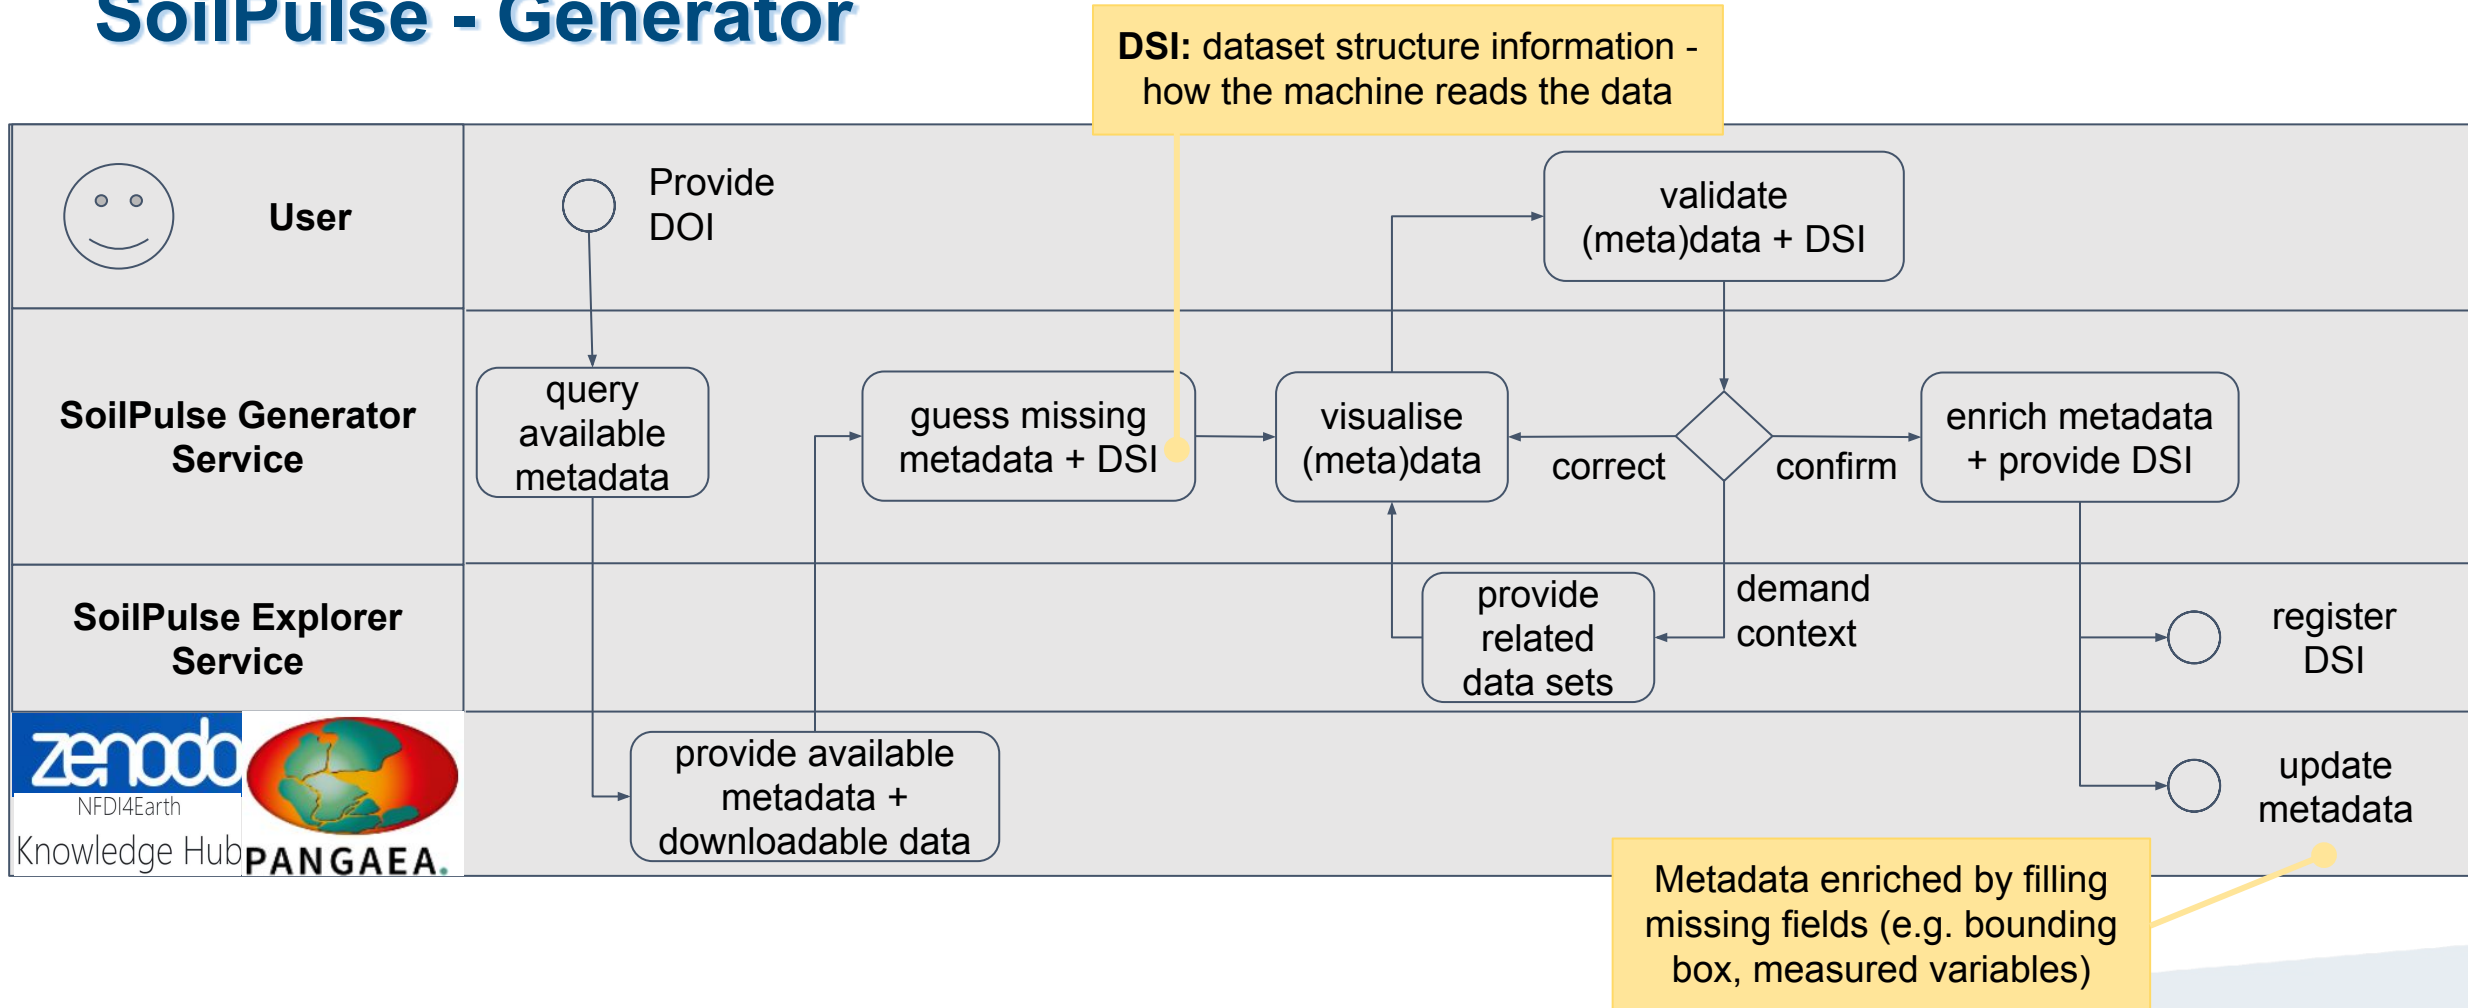 SoilPulse - Generator
DSI: dataset structure information -
how the machine reads the data
User
Provide
DOI
validate
(meta)data + DSI
SoilPulse Generator
Service
query
available
metadata
guess missing
metadata + DSI
visualise
(meta)data
correct
confirm
enrich metadata
+ provide DSI
SoilPulse Explorer
Service
provide
related
data sets
demand
context
register
DSI
zenodo
NFDI4Earth
Knowledge Hub
PANGAEA.
provide available
metadata +
downloadable data
update
metadata
Metadata enriched by filling
missing fields (e.g. bounding
box, measured variables)